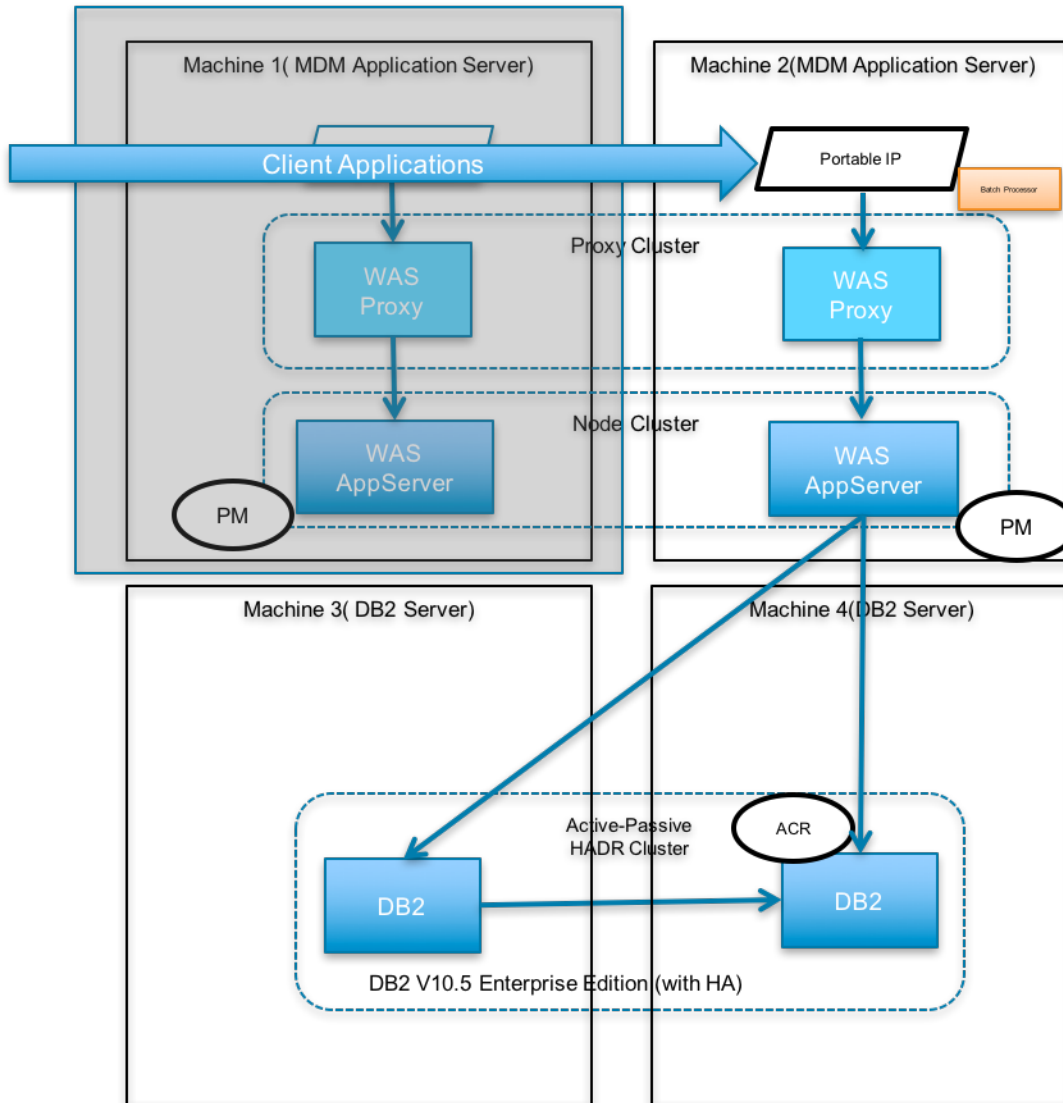 Machine 1( MDM Application Server)
Machine 2(MDM Application Server)
Client Applications
Portable IP
Batch Processor
Proxy Cluster
WAS
Proxy
WAS
Proxy
Node Cluster
WAS
AppServer
WAS
AppServer
PM
PM
Machine 3( DB2 Server)
Machine 4(DB2 Server)
Active-Passive
HADR Cluster
ACR
DB2
DB2
DB2 V10.5 Enterprise Edition (with HA)